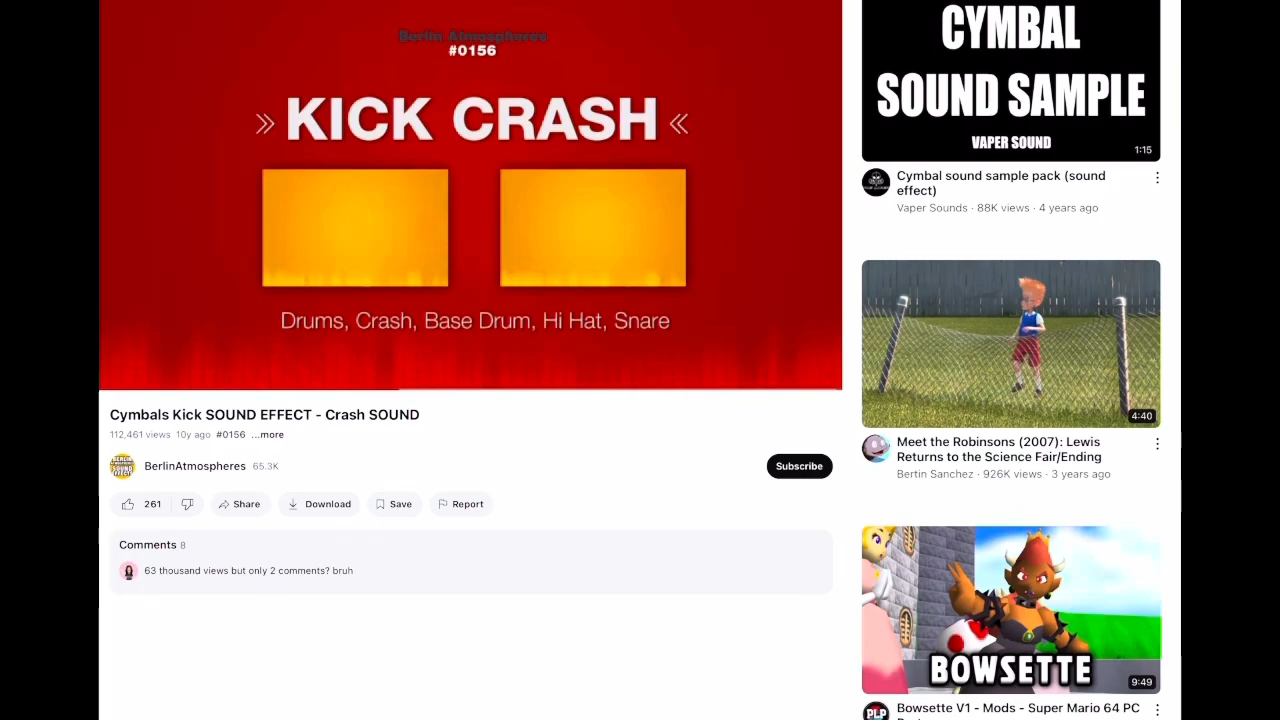 Berlin Atmospheres
#0156
» KICK CRASH «
Drums, Crash, Base Drum, Hi Hat, Snare
Cymbals Kick SOUND EFFECT - Crash SOUND
112,461 views 10y ago #0156 ...more
BerlinAtmospheres 65.3K
Subscribe
261
Share
Download
Save
Report
Comments 8
63 thousand views but only 2 comments? bruh
CYMBAL
SOUND SAMPLE
VAPER SOUND
1:15
Cymbal sound sample pack (sound
effect)
Vaper Sounds · 88K views · 4 years ago
4:40
Meet the Robinsons (2007): Lewis
Returns to the Science Fair/Ending
Bertin Sanchez · 926K views · 3 years ago
BOWSETTE
9:49
PLP
Bowsette V1 - Mods - Super Mario 64 PC